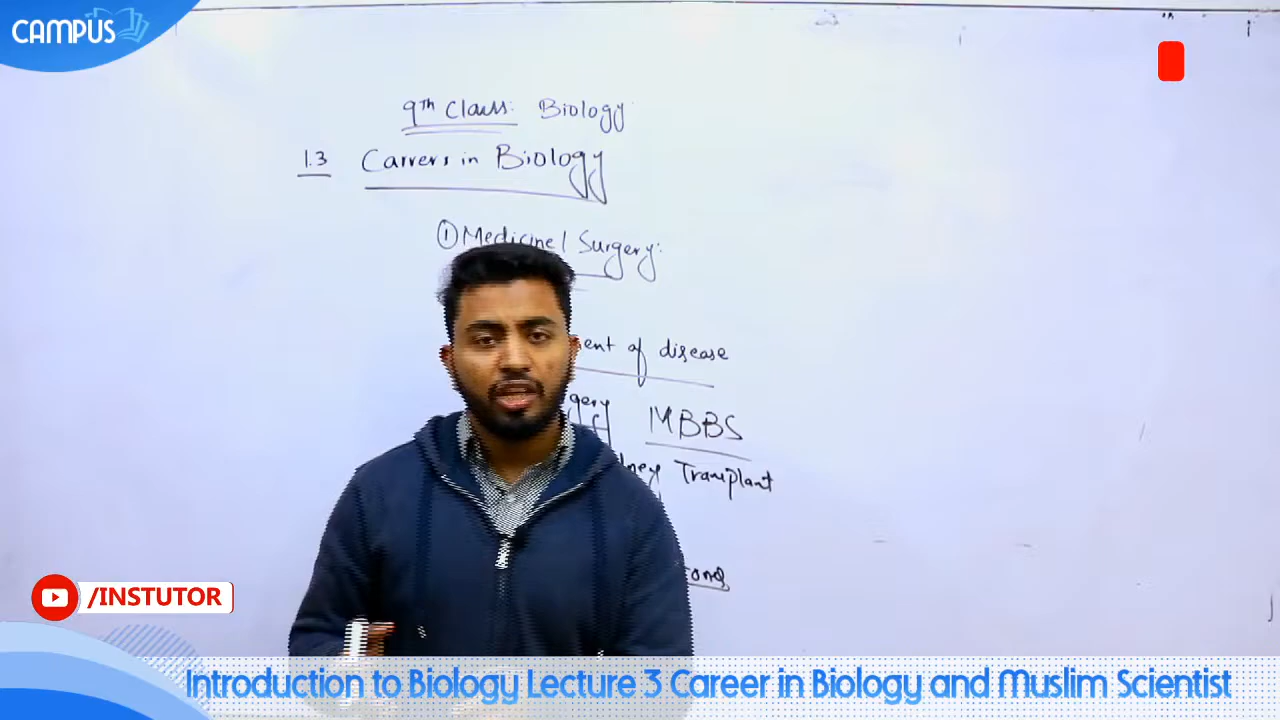 CAMPUS
9th Class: Biology
1.3 Carrers in Biology
① Medicine / Surgery:
of disease
MBBS
Transplant
/INSTUTOR
Introduction to Biology Lecture 3 Career in Biology and Muslim Scientist